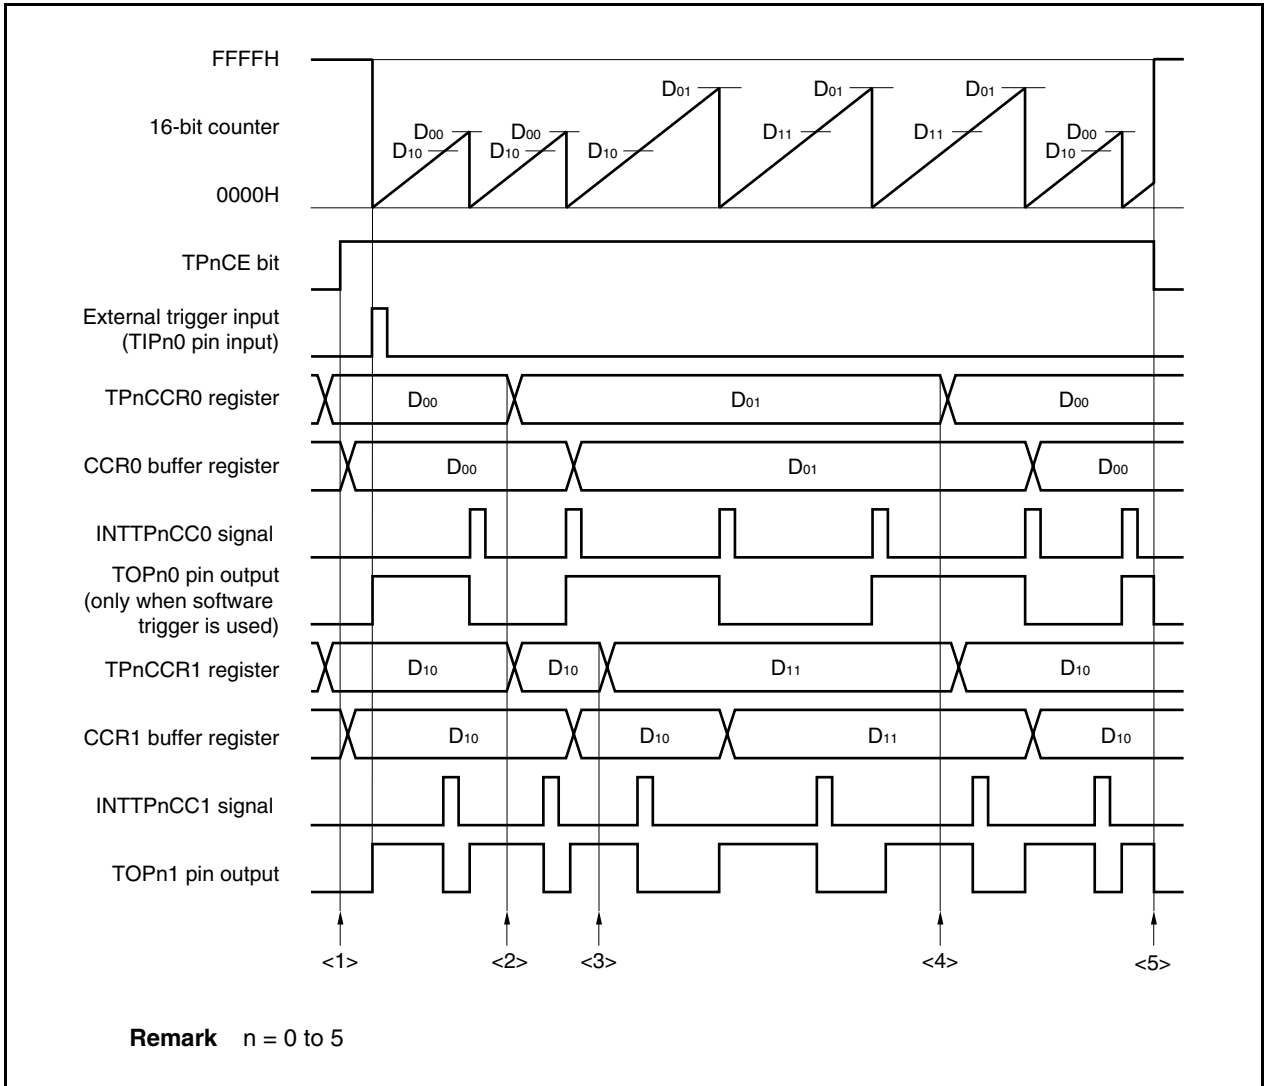 FFFFH
D01 D01 D01
16-bit counter
D00 D00 D11 D11 D00
D10 D10 D10 D10
0000H
TPnCE bit
External trigger input
(TIPn0 pin input)
TPnCCR0 register D00 D01 D00
CCR0 buffer register D00 D01 D00
INTTPnCC0 signal
TOPn0 pin output
(only when software
trigger is used)
TPnCCR1 register D10 D10 D11 D10
CCR1 buffer register D10 D10 D11 D10
INTTPnCC1 signal
TOPn1 pin output
<1> <2> <3> <4> <5>
Remark n = 0 to 5